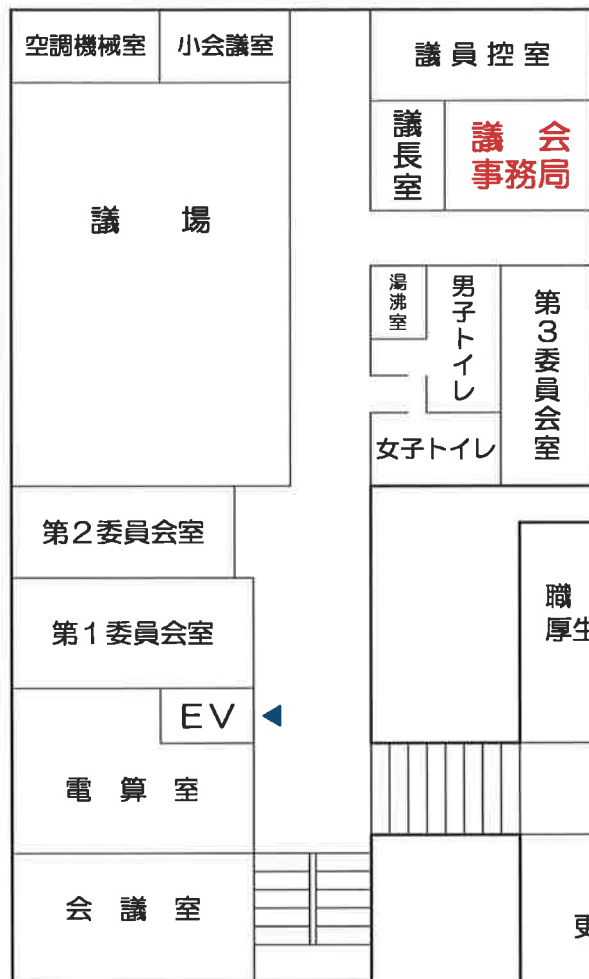 空調機械室
小会議室
議員控室
議長室
議会
事務局
議場
湯沸室
男子トイレ
第3委員会室
女子トイレ
第2委員会室
第1委員会室
職
厚生
EV
電算室
会議室
更